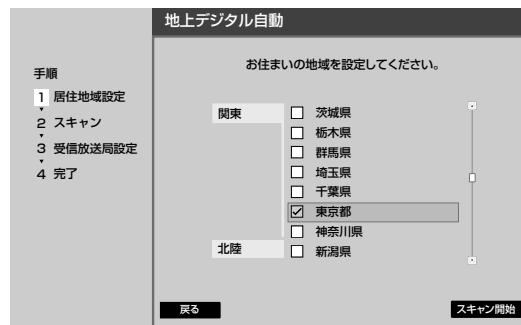 地上デジタル自動
手順
1 居住地域設定
2 スキャン
3 受信放送局設定
4 完了
お住まいの地域を設定してください。
関東
茨城県
栃木県
群馬県
埼玉県
千葉県
東京都
神奈川県
北陸
新潟県
戻る
スキャン開始